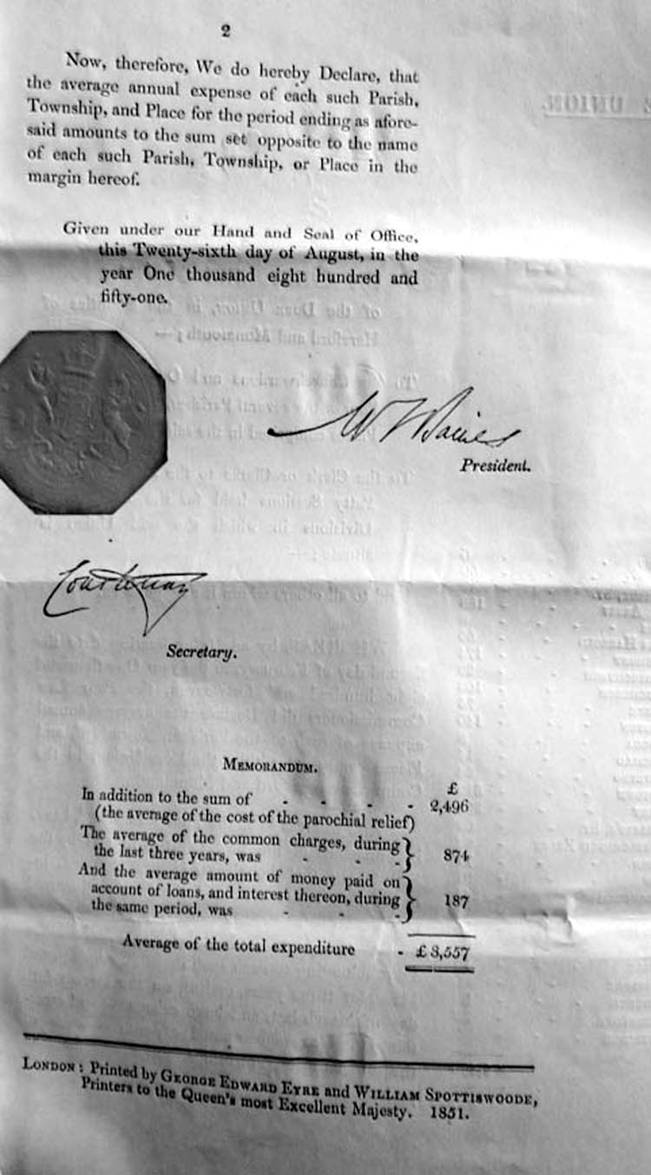 2
Now, therefore, We do hereby Declare, that
the average annual expense of each such Parish,
Township, and Place for the period ending as afore-
said amounts to the sum set opposite to the name
of each such Parish, Township, or Place in the
margin hereof.
Given under our Hand and Seal of Office,
this Twenty-sixth day of August, in the
year One thousand eight hundred and
fifty-one.
W T Baines
President.
Courtenay
Secretary.
MEMORANDUM.
£
In addition to the sum of - - - - 2,496
(the average of the cost of the parochial relief)
The average of the common charges, during
the last three years, was - - - 874
And the average amount of money paid on
account of loans, and interest thereon, during
the same period, was - - - 187
Average of the total expenditure - £3,557
LONDON: Printed by GEORGE EDWARD EYRE and WILLIAM SPOTTISWOODE,
Printers to the Queen's most Excellent Majesty. 1851.